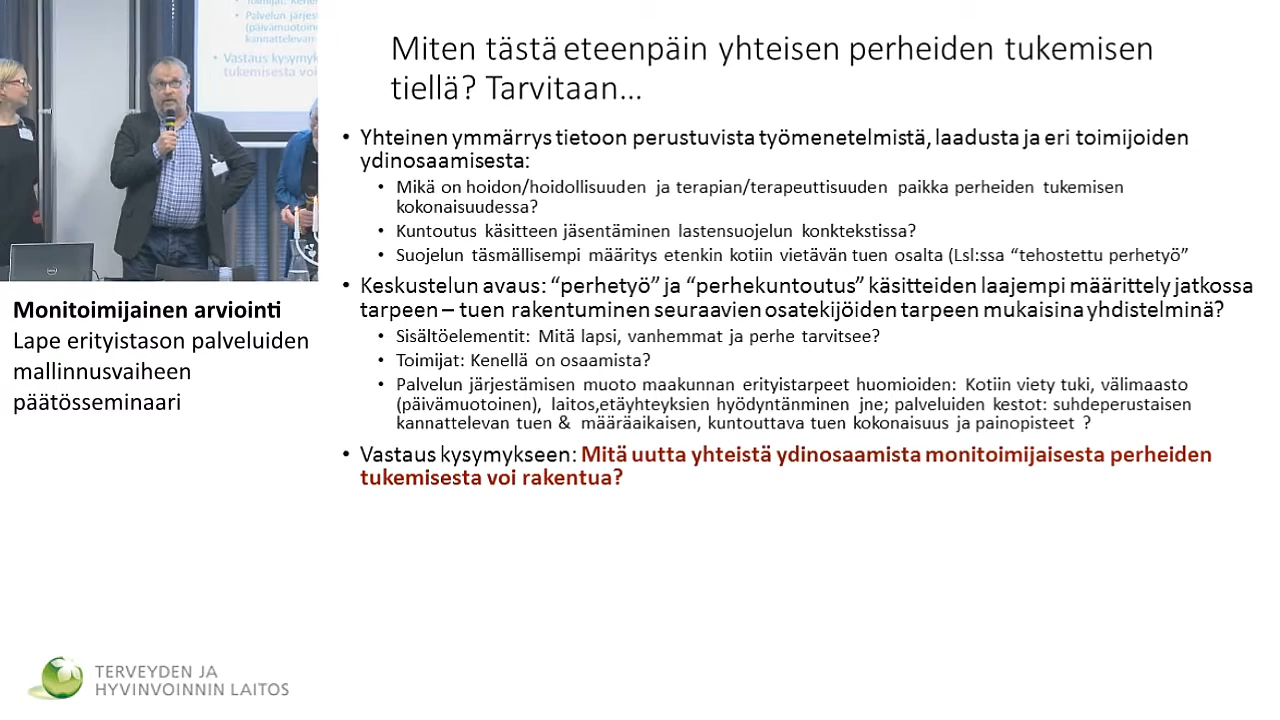 Miten tästä eteenpäin yhteisen perheiden tukemisen
tiellä? Tarvitaan…
• Yhteinen ymmärrys tietoon perustuvista työmenetelmistä, laadusta ja eri toimijoiden
ydinosaamisesta:
• Mikä on hoidon/hoidollisuuden ja terapian/terapeuttisuuden paikka perheiden tukemisen
kokonaisuudessa?
• Kuntoutus käsitteen jäsentäminen lastensuojelun konktekstissa?
• Suojelun täsmällisempi määritys etenkin kotiin vietävän tuen osalta (Lsl:ssa “tehostettu perhetyö”
• Keskustelun avaus: “perhetyö” ja “perhekuntoutus” käsitteiden laajempi määrittely jatkossa
tarpeen – tuen rakentuminen seuraavien osatekijöiden tarpeen mukaisina yhdistelminä?
• Sisältöelementit: Mitä lapsi, vanhemmat ja perhe tarvitsee?
• Toimijat: Kenellä on osaamista?
• Palvelun järjestämisen muoto maakunnan erityistarpeet huomioiden: Kotiin viety tuki, välimaasto
(päivämuotoinen), laitos,etäyhteyksien hyödyntänminen jne; palveluiden kestot: suhdeperustaisen
kannattelevan tuen & määräaikaisen, kuntouttava tuen kokonaisuus ja painopisteet ?
• Vastaus kysymykseen: Mitä uutta yhteistä ydinosaamista monitoimijaisesta perheiden
tukemisesta voi rakentua?
Monitoimijainen arviointi
Lape erityistason palveluiden
mallinnusvaiheen
päätösseminaari
TERVEYDEN JA
HYVINVOINNIN LAITOS